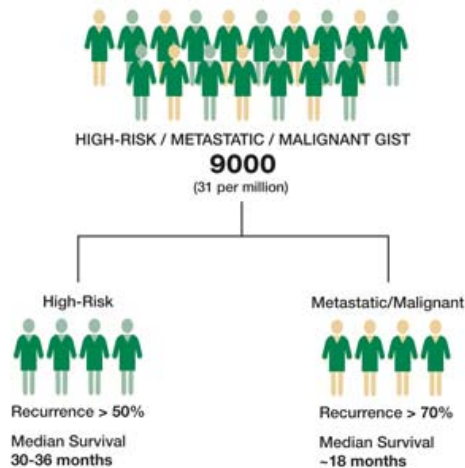 HIGH-RISK / METASTATIC / MALIGNANT GIST
9000
(31 per million)
High-Risk
Recurrence > 50%
Median Survival
30-36 months
Metastatic/Malignant
Recurrence > 70%
Median Survival
~18 months